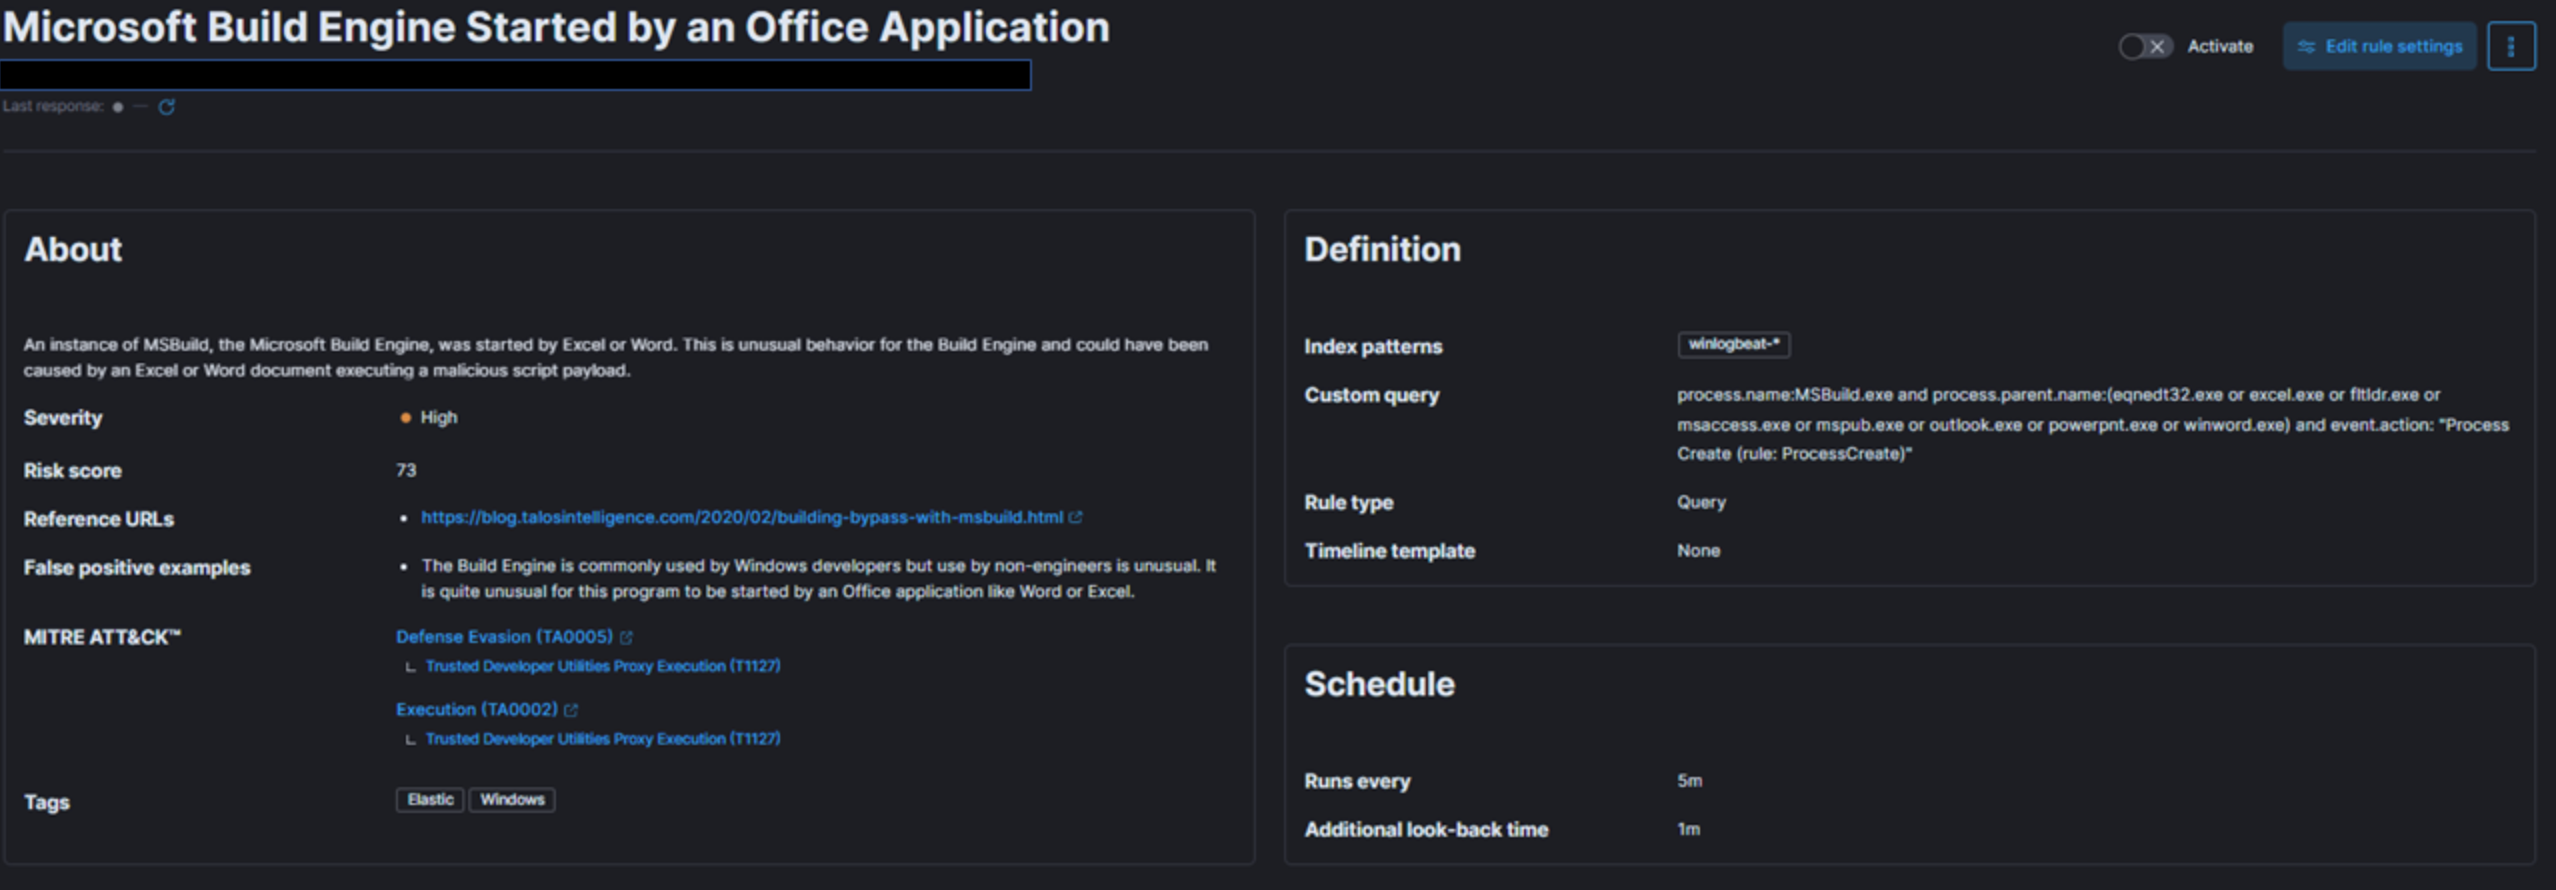 Microsoft Build Engine Started by an Office Application
Activate
Edit rule settings
Last response: —
About
An instance of MSBuild, the Microsoft Build Engine, was started by Excel or Word. This is unusual behavior for the Build Engine and could have been
caused by an Excel or Word document executing a malicious script payload.
Severity High
Risk score 73
Reference URLs • https://blog.talosintelligence.com/2020/02/building-bypass-with-msbuild.html
False positive examples • The Build Engine is commonly used by Windows developers but use by non-engineers is unusual. It
is quite unusual for this program to be started by an Office application like Word or Excel.
MITRE ATT&CK™ Defense Evasion (TA0005)
Trusted Developer Utilities Proxy Execution (T1127)
Execution (TA0002)
Trusted Developer Utilities Proxy Execution (T1127)
Tags Elastic Windows
Definition
Index patterns winlogbeat-*
Custom query process.name:MSBuild.exe and process.parent.name:(eqnedt32.exe or excel.exe or fltldr.exe or
msaccess.exe or mspub.exe or outlook.exe or powerpnt.exe or winword.exe) and event.action: "Process
Create (rule: ProcessCreate)"
Rule type Query
Timeline template None
Schedule
Runs every 5m
Additional look-back time 1m